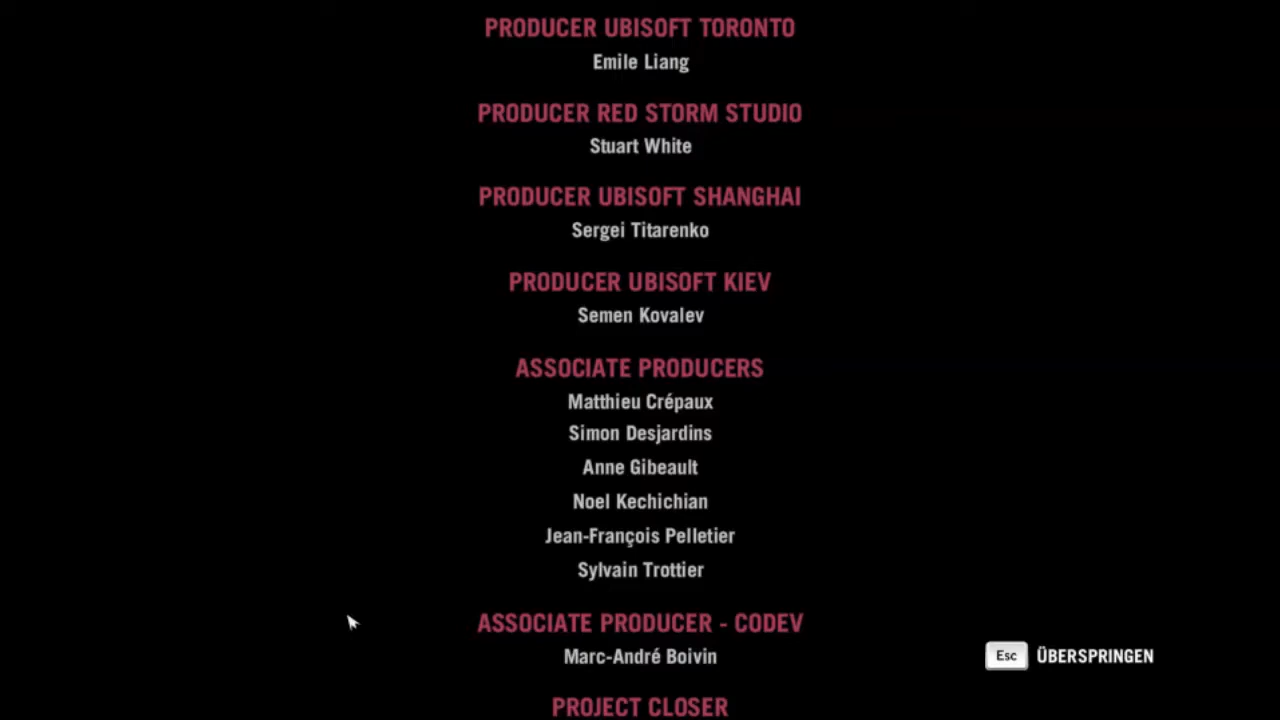 PRODUCER UBISOFT TORONTO
Emile Liang
PRODUCER RED STORM STUDIO
Stuart White
PRODUCER UBISOFT SHANGHAI
Sergei Titarenko
PRODUCER UBISOFT KIEV
Semen Kovalev
ASSOCIATE PRODUCERS
Matthieu Crépaux
Simon Desjardins
Anne Gibeault
Noel Kechichian
Jean-François Pelletier
Sylvain Trottier
ASSOCIATE PRODUCER - CODEV
Marc-André Boivin
Esc ÜBERSPRINGEN
PROJECT CLOSER